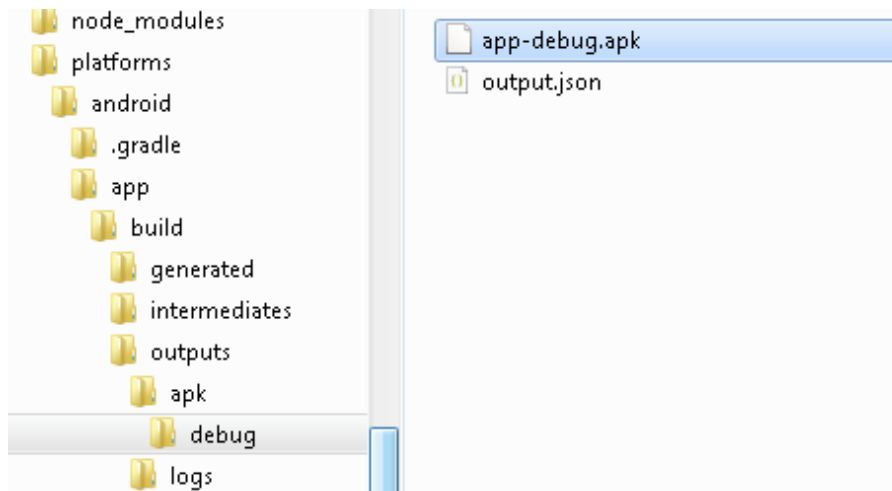 node_modules
platforms
android
.gradle
app
build
generated
intermediates
outputs
apk
debug
logs
app-debug.apk
output.json